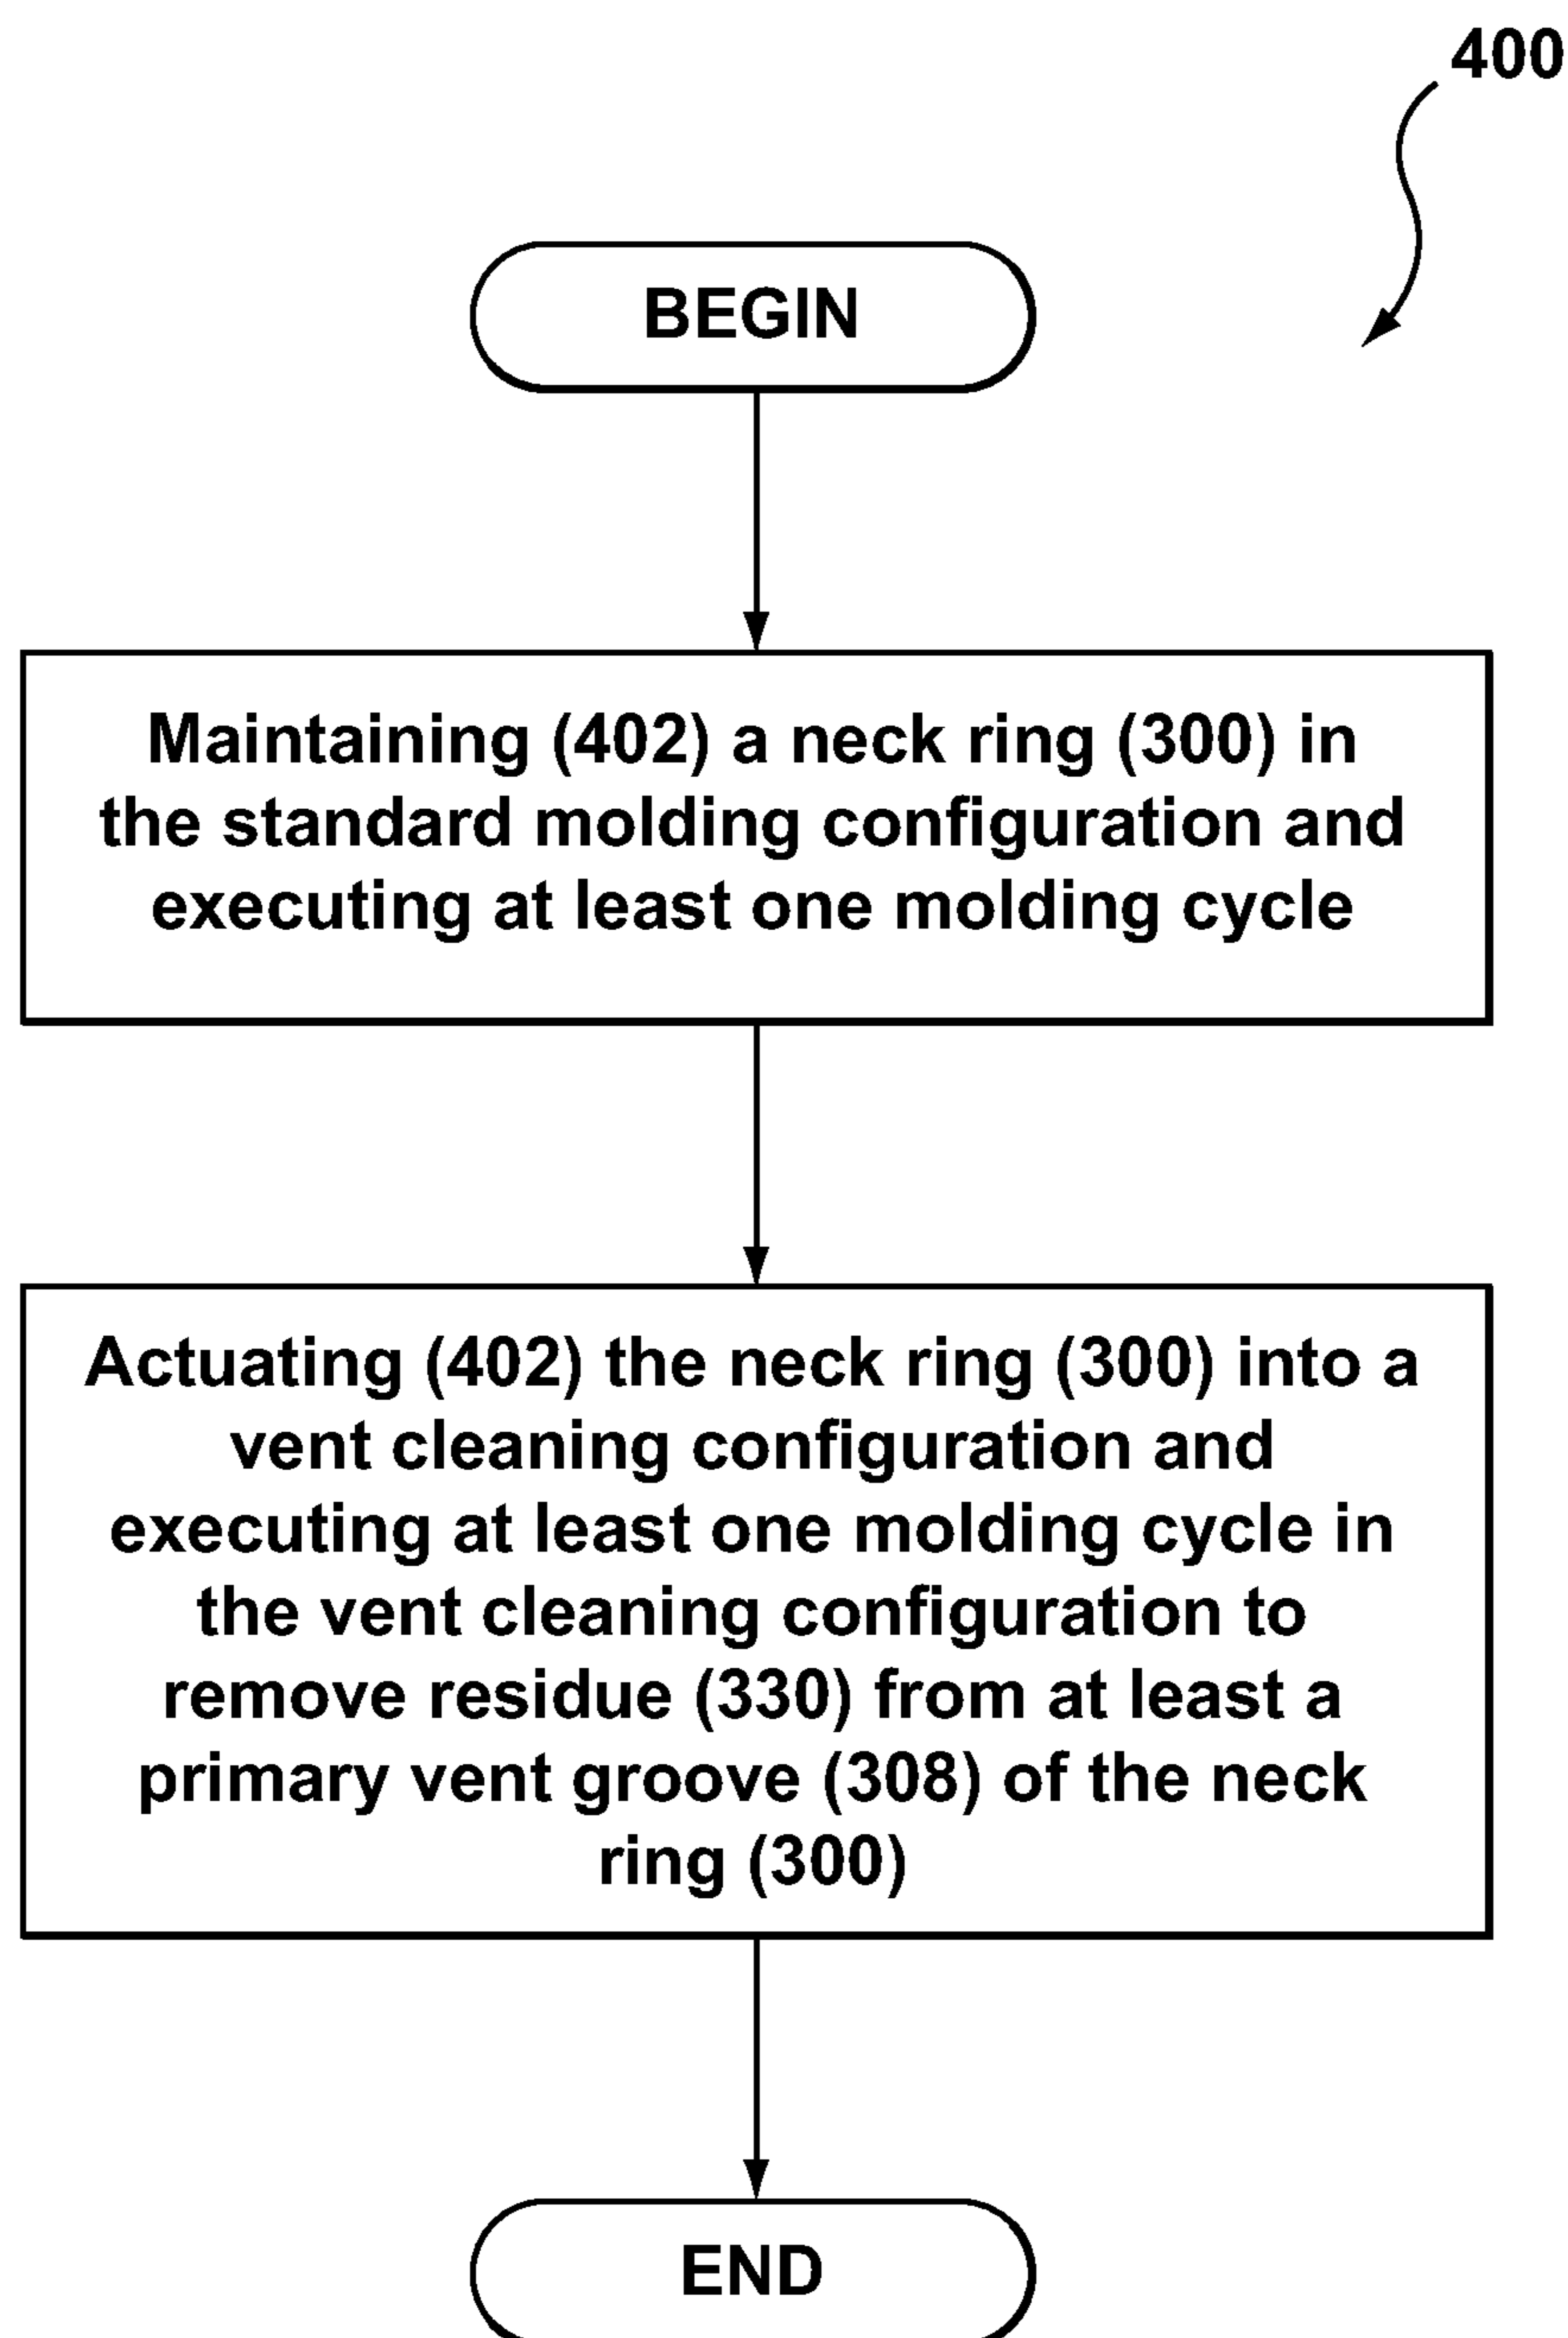 400
BEGIN
Maintaining (402) a neck ring (300) in
the standard molding configuration and
executing at least one molding cycle
Actuating (402) the neck ring (300) into a
vent cleaning configuration and
executing at least one molding cycle in
the vent cleaning configuration to
remove residue (330) from at least a
primary vent groove (308) of the neck
ring (300)
END